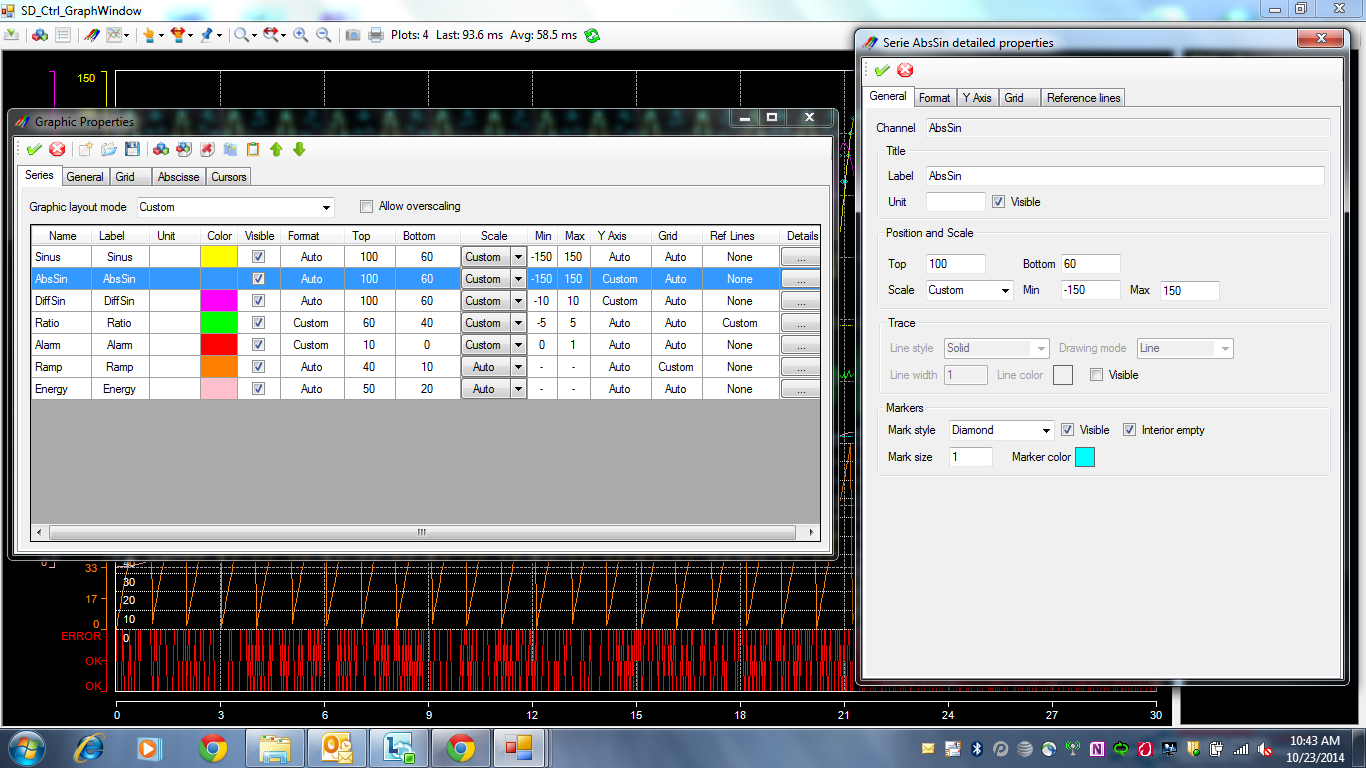 SD_Ctrl_GraphWindow
Plots: 4 Last: 93.6 ms Avg: 58.5 ms
150
Graphic Properties
Series General Grid Abscisse Cursors
Graphic layout mode Custom Allow overscaling
Name Label Unit Color Visible Format Top Bottom Scale Min Max Y Axis Grid Ref Lines Details
Sinus Sinus Auto 100 60 Custom -150 150 Auto Auto None ...
AbsSin AbsSin Auto 100 60 Custom -150 150 Custom Auto None ...
DiffSin DiffSin Auto 100 60 Custom -10 10 Custom Auto None ...
Ratio Ratio Custom 60 40 Custom -5 5 Auto Auto Custom ...
Alarm Alarm Custom 10 0 Custom 0 1 Auto Auto None ...
Ramp Ramp Auto 40 10 Auto - - Auto Custom None ...
Energy Energy Auto 50 20 Auto - - Auto Auto None ...
Serie AbsSin detailed properties
General Format Y Axis Grid Reference lines
Channel AbsSin
Title
Label AbsSin
Unit Visible
Position and Scale
Top 100 Bottom 60
Scale Custom Min -150 Max 150
Trace
Line style Solid Drawing mode Line
Line width 1 Line color Visible
Markers
Mark style Diamond Visible Interior empty
Mark size 1 Marker color
33
30
17 20
10
0
ERROR 0
OK
OK
0 3 6 9 12 15 18 21 24 27 30
10:43 AM
10/23/2014